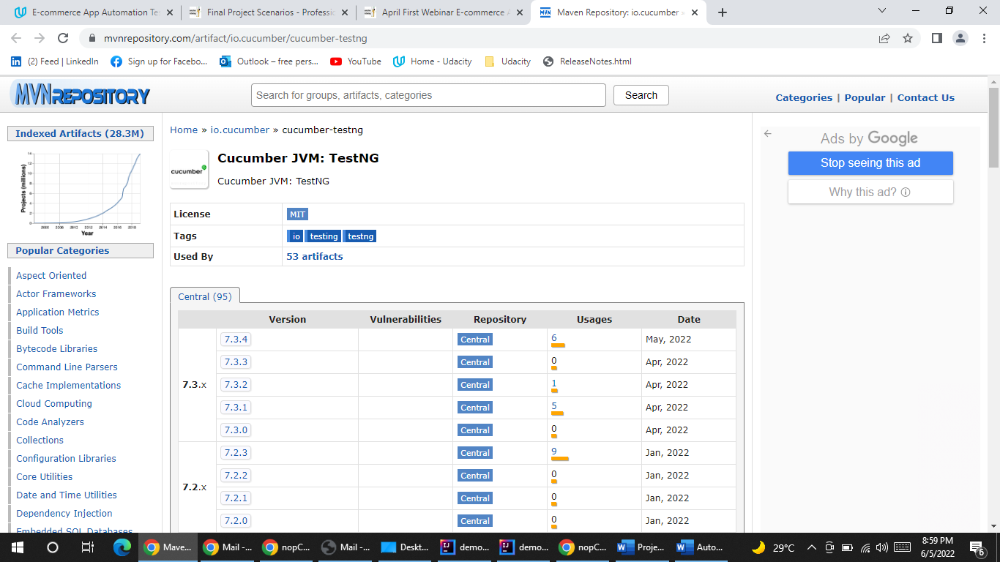 E-commerce App Automation Te
Final Project Scenarios - Professio
April First Webinar E-commerce A
Maven Repository: io.cucumber »
mvnrepository.com/artifact/io.cucumber/cucumber-testng
(2) Feed | LinkedIn
Sign up for Facebo...
Outlook – free pers...
YouTube
Home - Udacity
Udacity
ReleaseNotes.html
MVNREPOSITORY
Search for groups, artifacts, categories
Search
Categories | Popular | Contact Us
Indexed Artifacts (28.3M)
Projects (millions)
14
Year
Popular Categories
Aspect Oriented
Actor Frameworks
Application Metrics
Build Tools
Bytecode Libraries
Command Line Parsers
Cache Implementations
Cloud Computing
Code Analyzers
Collections
Configuration Libraries
Core Utilities
Date and Time Utilities
Dependency Injection
Embedded SQL Databases
Home » io.cucumber » cucumber-testng
cucumber
Cucumber JVM: TestNG
Cucumber JVM: TestNG
License MIT
Tags io testing testng
Used By 53 artifacts
Central (95)
Version Vulnerabilities Repository Usages Date
7.3.x
7.3.4 Central 6 May, 2022
7.3.3 Central 0 Apr, 2022
7.3.2 Central 1 Apr, 2022
7.3.1 Central 5 Apr, 2022
7.3.0 Central 0 Apr, 2022
7.2.x
7.2.3 Central 9 Jan, 2022
7.2.2 Central 0 Jan, 2022
7.2.1 Central 0 Jan, 2022
7.2.0 Central 0 Jan, 2022
Ads by Google
Stop seeing this ad
Why this ad?
Mave...
Mail -...
nopC...
Mail -...
Deskt...
demo...
demo...
nopC...
Proje...
Auto...
29°C
8:59 PM
6/5/2022
6